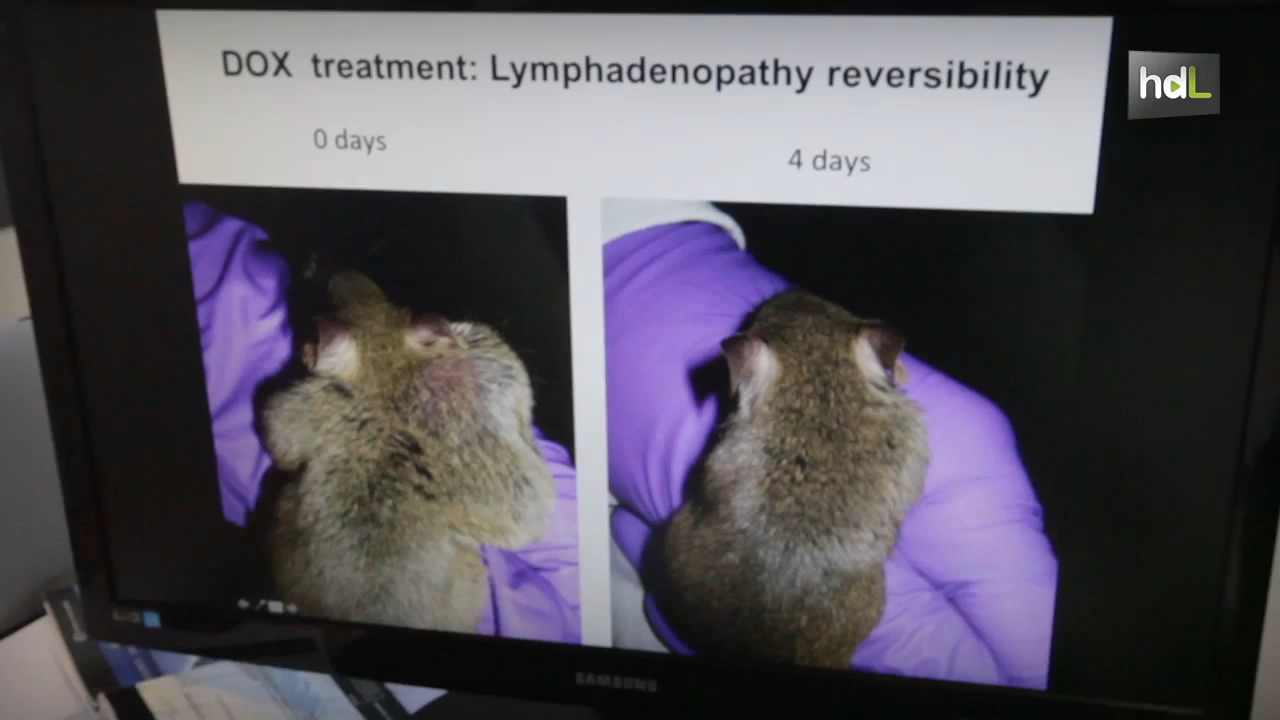 DOX treatment: Lymphadenopathy reversibility
0 days
4 days
hdL
SAMSUNG